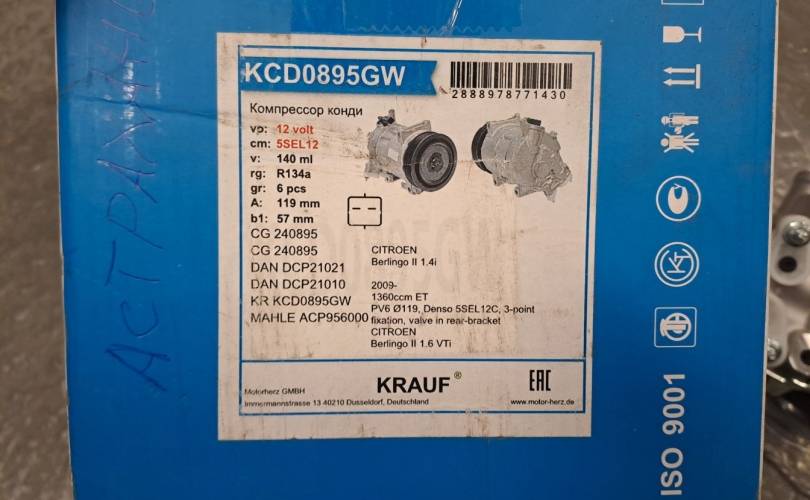 KCD0895GW
2888978771430
Компрессор конди
vp: 12 volt
cm: 5SEL12
v: 140 ml
rg: R134a
gr: 6 pcs
A: 119 mm
b1: 57 mm
CG 240895
CG 240895
DAN DCP21021
DAN DCP21010
KR KCD0895GW
MAHLE ACP956000
CITROEN
Berlingo II 1.4i
2009-
1360ccm ET
PV6 Ø119, Denso 5SEL12C, 3-point
fixation, valve in rear-bracket
CITROEN
Berlingo II 1.6 VTi
Motorherz GMBH
Immermannstrasse 13 40210 Dusseldorf, Deutschland
KRAUF®
EAC
www.motor-herz.de
ISO 9001